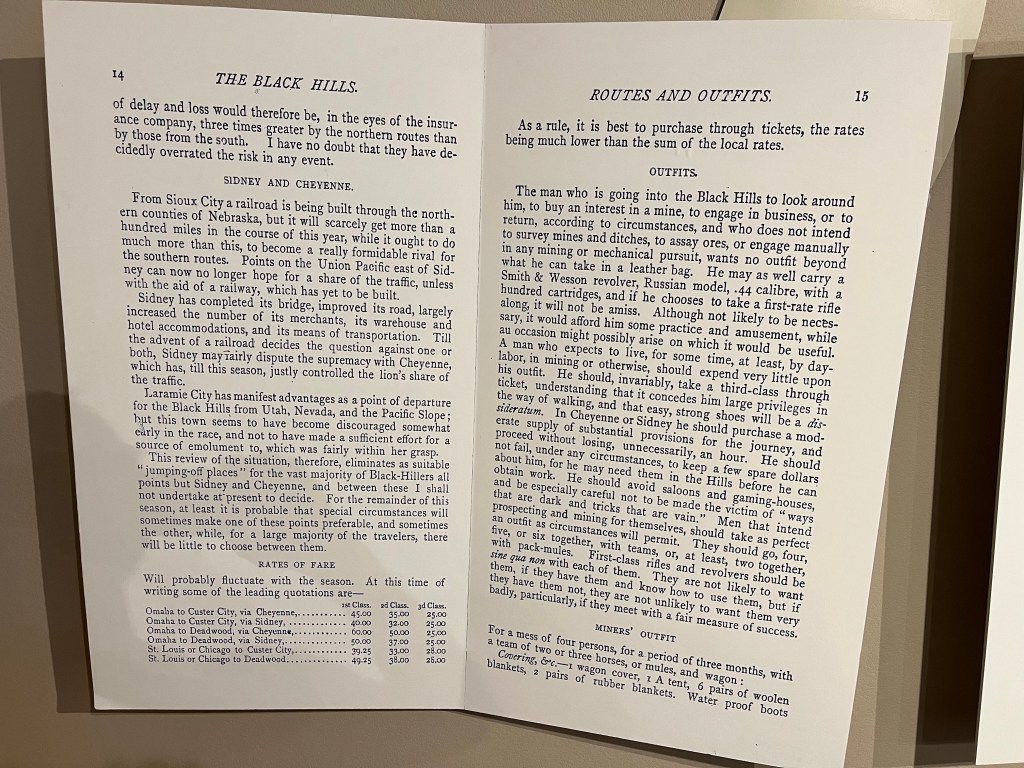 14
THE BLACK HILLS.
of delay and loss would therefore be, in the eyes of the insur-
ance company, three times greater by the northern routes than
by those from the south. I have no doubt that they have de-
cidedly overrated the risk in any event.
SIDNEY AND CHEYENNE.
From Sioux City a railroad is being built through the north-
ern counties of Nebraska, but it will scarcely get more than a
hundred miles in the course of this year, while it ought to do
much more than this, to become a really formidable rival for
the southern routes. Points on the Union Pacific east of Sid-
ney can now no longer hope for a share of the traffic, unless
with the aid of a railway, which has yet to be built.
Sidney has completed its bridge, improved its road, largely
increased the number of its merchants, its warehouse and
hotel accommodations, and its means of transportation. Till
the advent of a railroad decides the question against one or
both, Sidney may fairly dispute the supremacy with Cheyenne,
which has, till this season, justly controlled the lion's share of
the traffic.
Laramie City has manifest advantages as a point of departure
for the Black Hills from Utah, Nevada, and the Pacific Slope;
but this town seems to have become discouraged somewhat
early in the race, and not to have made a sufficient effort for a
source of emolument to, which was fairly within her grasp.
This review of the situation, therefore, eliminates as suitable
"jumping-off places" for the vast majority of Black-Hillers all
points but Sidney and Cheyenne, and between these I shall
not undertake at present to decide. For the remainder of this
season, at least it is probable that special circumstances will
sometimes make one of these points preferable, and sometimes
the other, while, for a large majority of the travelers, there
will be little to choose between them.
RATES OF FARE
Will probably fluctuate with the season. At this time of
writing some of the leading quotations are—
1st Class. 2d Class. 3d Class.
Omaha to Custer City, via Cheyenne,........... 45.00 35.00 25.00
Omaha to Custer City, via Sidney,.............. 40.00 32.00 25.00
Omaha to Deadwood, via Cheyenne,............ 60.00 50.00 25.00
Omaha to Deadwood, via Sidney,............... 50.00 37.00 25.00
St. Louis or Chicago to Custer City,............ 39.25 33.00 28.00
St. Louis or Chicago to Deadwood.............. 49.25 38.00 28.00
ROUTES AND OUTFITS.
15
As a rule, it is best to purchase through tickets, the rates
being much lower than the sum of the local rates.
OUTFITS.
The man who is going into the Black Hills to look around
him, to buy an interest in a mine, to engage in business, or to
return, according to circumstances, and who does not intend
to survey mines and ditches, to assay ores, or engage manually
in any mining or mechanical pursuit, wants no outfit beyond
what he can take in a leather bag. He may as well carry a
Smith & Wesson revolver, Russian model, .44 calibre, with a
hundred cartridges, and if he chooses to take a first-rate rifle
along, it will not be amiss. Although not likely to be neces-
sary, it would afford him some practice and amusement, while
au occasion might possibly arise on which it would be useful.
A man who expects to live, for some time, at least, by day-
labor, in mining or otherwise, should expend very little upon
his outfit. He should, invariably, take a third-class through
ticket, understanding that it concedes him large privileges in
the way of walking, and that easy, strong shoes will be a dis-
sideratum. In Cheyenne or Sidney he should purchase a mod-
erate supply of substantial provisions for the journey, and
proceed without losing, unnecessarily, an hour. He should
not fail, under any circumstances, to keep a few spare dollars
about him, for he may need them in the Hills before he can
obtain work. He should avoid saloons and gaming-houses,
and be especially careful not to be made the victim of "ways
that are dark and tricks that are vain." Men that intend
prospecting and mining for themselves, should take as perfect
an outfit as circumstances will permit. They should go, four,
five, or six together, with teams, or, at least, two together,
with pack-mules. First-class rifles and revolvers should be
sine qua non with each of them. They are not likely to want
them, if they have them and know how to use them, but if
they have them not, they are not unlikely to want them very
badly, particularly, if they meet with a fair measure of success.
MINERS' OUTFIT
For a mess of four persons, for a period of three months, with
a team of two or three horses, or mules, and wagon:
Covering, &c.—1 wagon cover, 1 A tent, 6 pairs of woolen
blankets, 2 pairs of rubber blankets. Water proof boots